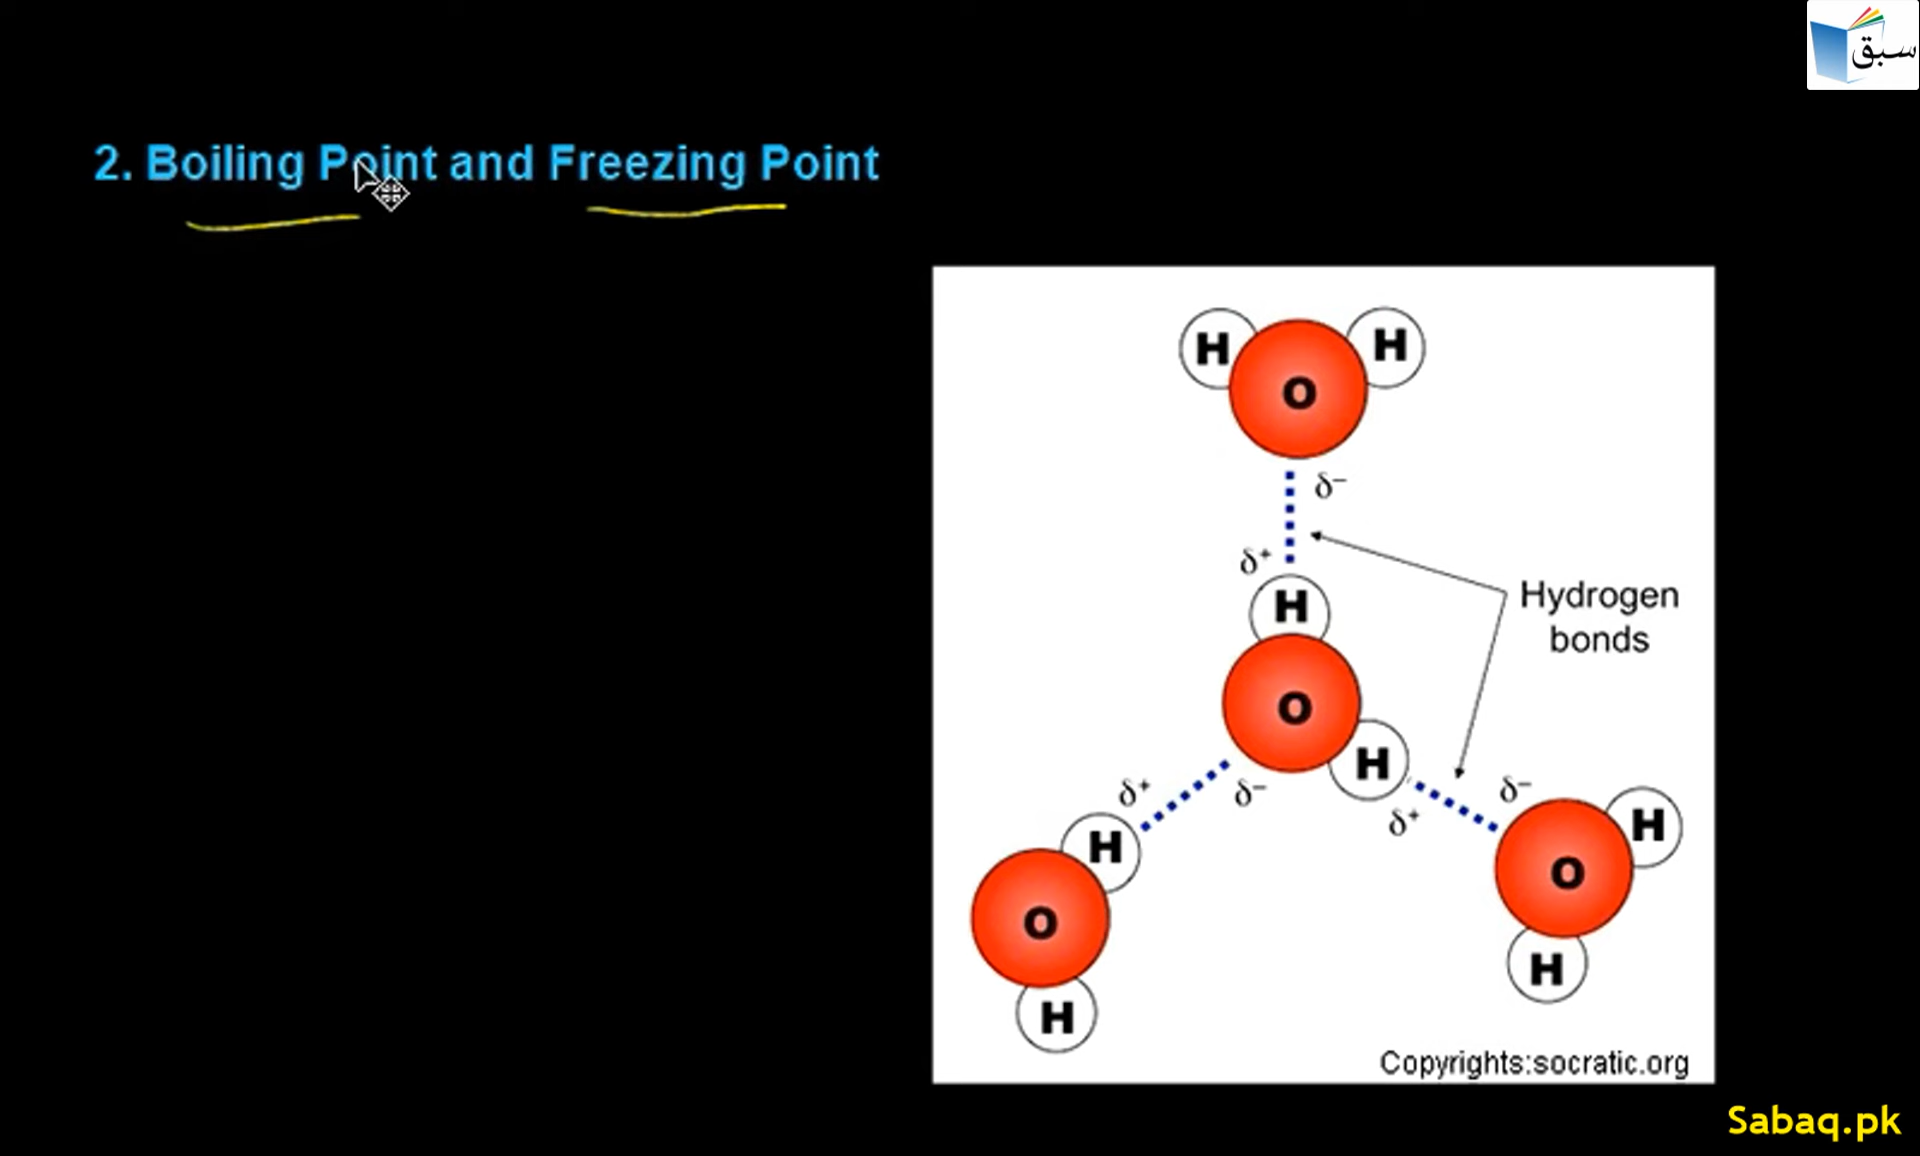 سبق
2. Boiling Point and Freezing Point
H
H
O
δ−
δ+
H
Hydrogen
bonds
O
H
δ+
δ−
δ−
δ+
H
H
O
O
H
H
Copyrights:socratic.org
Sabaq.pk